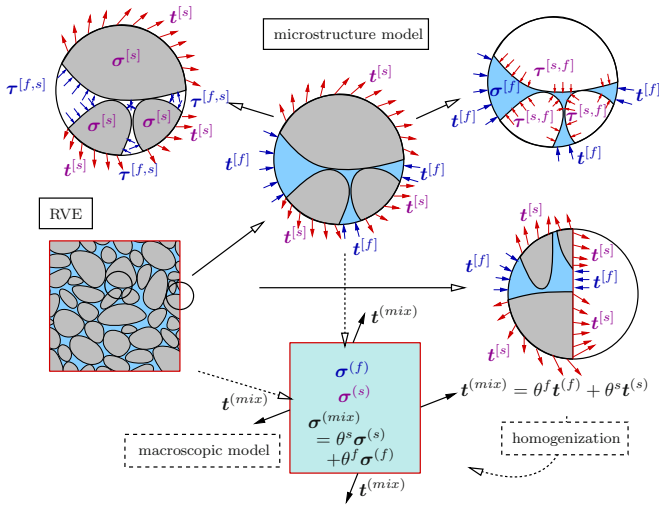 microstructure model
t^{[s]}
σ^{[s]}
τ^{[f,s]}
τ^{[f,s]}
σ^{[s]}
σ^{[s]}
t^{[s]}
t^{[s]}
τ^{[f,s]}
t^{[s]}
t^{[f]}
t^{[f]}
t^{[s]}
t^{[s]}
t^{[f]}
τ^{[s,f]}
σ^{[f]}
t^{[f]}
t^{[f]}
τ^{[s,f]}
τ^{[s,f]}
t^{[f]}
RVE
t^{[s]}
t^{[s]}
t^{[f]}
t^{[f]}
t^{[s]}
t^{[s]}
t^{(mix)}
σ^{(f)}
σ^{(s)}
t^{(mix)}
σ^{(mix)}
= θ^s σ^{(s)}
+θ^f σ^{(f)}
t^{(mix)} = θ^f t^{(f)} + θ^s t^{(s)}
macroscopic model
homogenization
t^{(mix)}